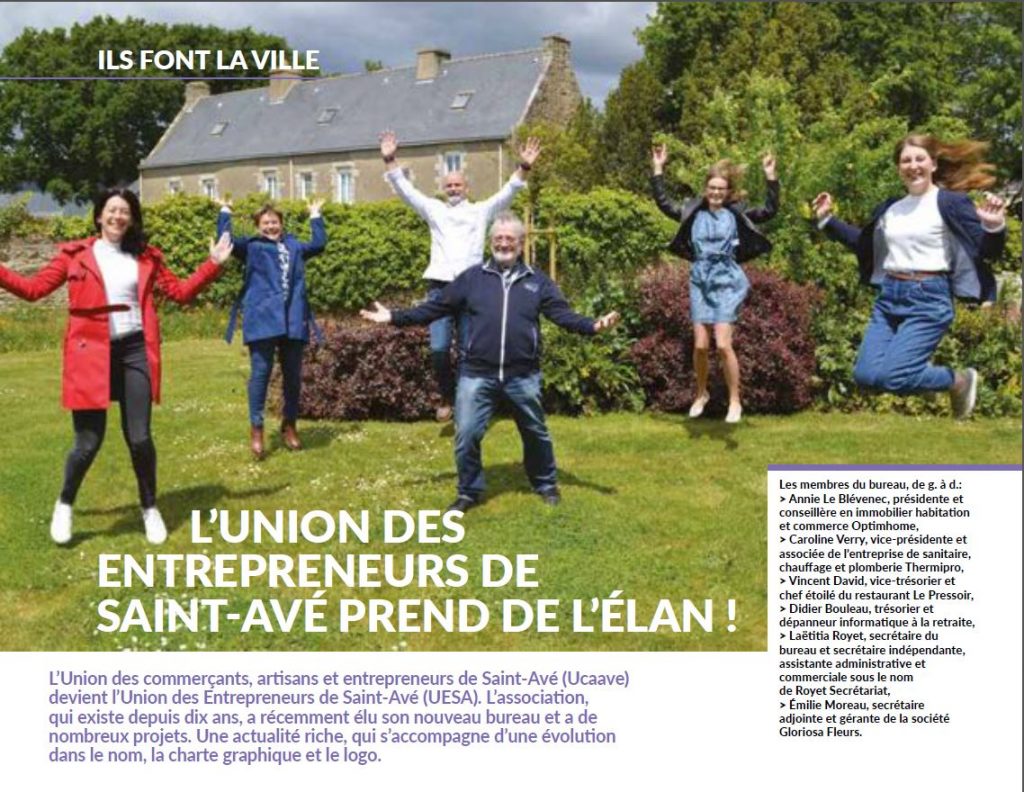 ILS FONT LA VILLE
L’UNION DES
ENTREPRENEURS DE
SAINT-AVÉ PREND DE L’ÉLAN !
L’Union des commerçants, artisans et entrepreneurs de Saint-Avé (Ucaave)
devient l’Union des Entrepreneurs de Saint-Avé (UESA). L’association,
qui existe depuis dix ans, a récemment élu son nouveau bureau et a de
nombreux projets. Une actualité riche, qui s’accompagne d’une évolution
dans le nom, la charte graphique et le logo.
Les membres du bureau, de g. à d.:
> Annie Le Blévenec, présidente et
conseillère en immobilier habitation
et commerce Optimhome,
> Caroline Verry, vice-présidente et
associée de l'entreprise de sanitaire,
chauffage et plomberie Thermipro,
> Vincent David, vice-trésorier et
chef étoilé du restaurant Le Pressoir,
> Didier Bouleau, trésorier et
dépanneur informatique à la retraite,
> Laëtitia Royet, secrétaire du
bureau et secrétaire indépendante,
assistante administrative et
commerciale sous le nom
de Royet Secrétariat,
> Émilie Moreau, secrétaire
adjointe et gérante de la société
Gloriosa Fleurs.